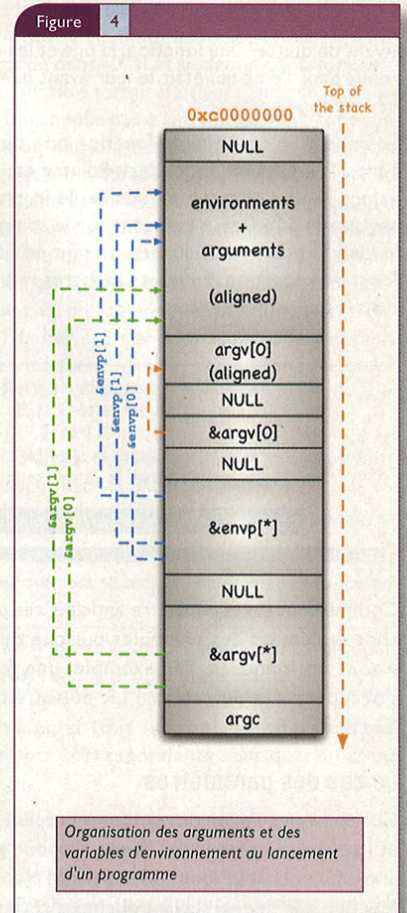 Figure 4
Top of
the stack
0xc0000000
NULL
environments
+
arguments
(aligned)
argv[0]
(aligned)
NULL
&argv[0]
NULL
&envp[*]
NULL
&argv[*]
argc
&envp[1]
&envp[1]
&envp[0]
&argv[1]
&argv[0]
Organisation des arguments et des
variables d'environnement au lancement
d'un programme